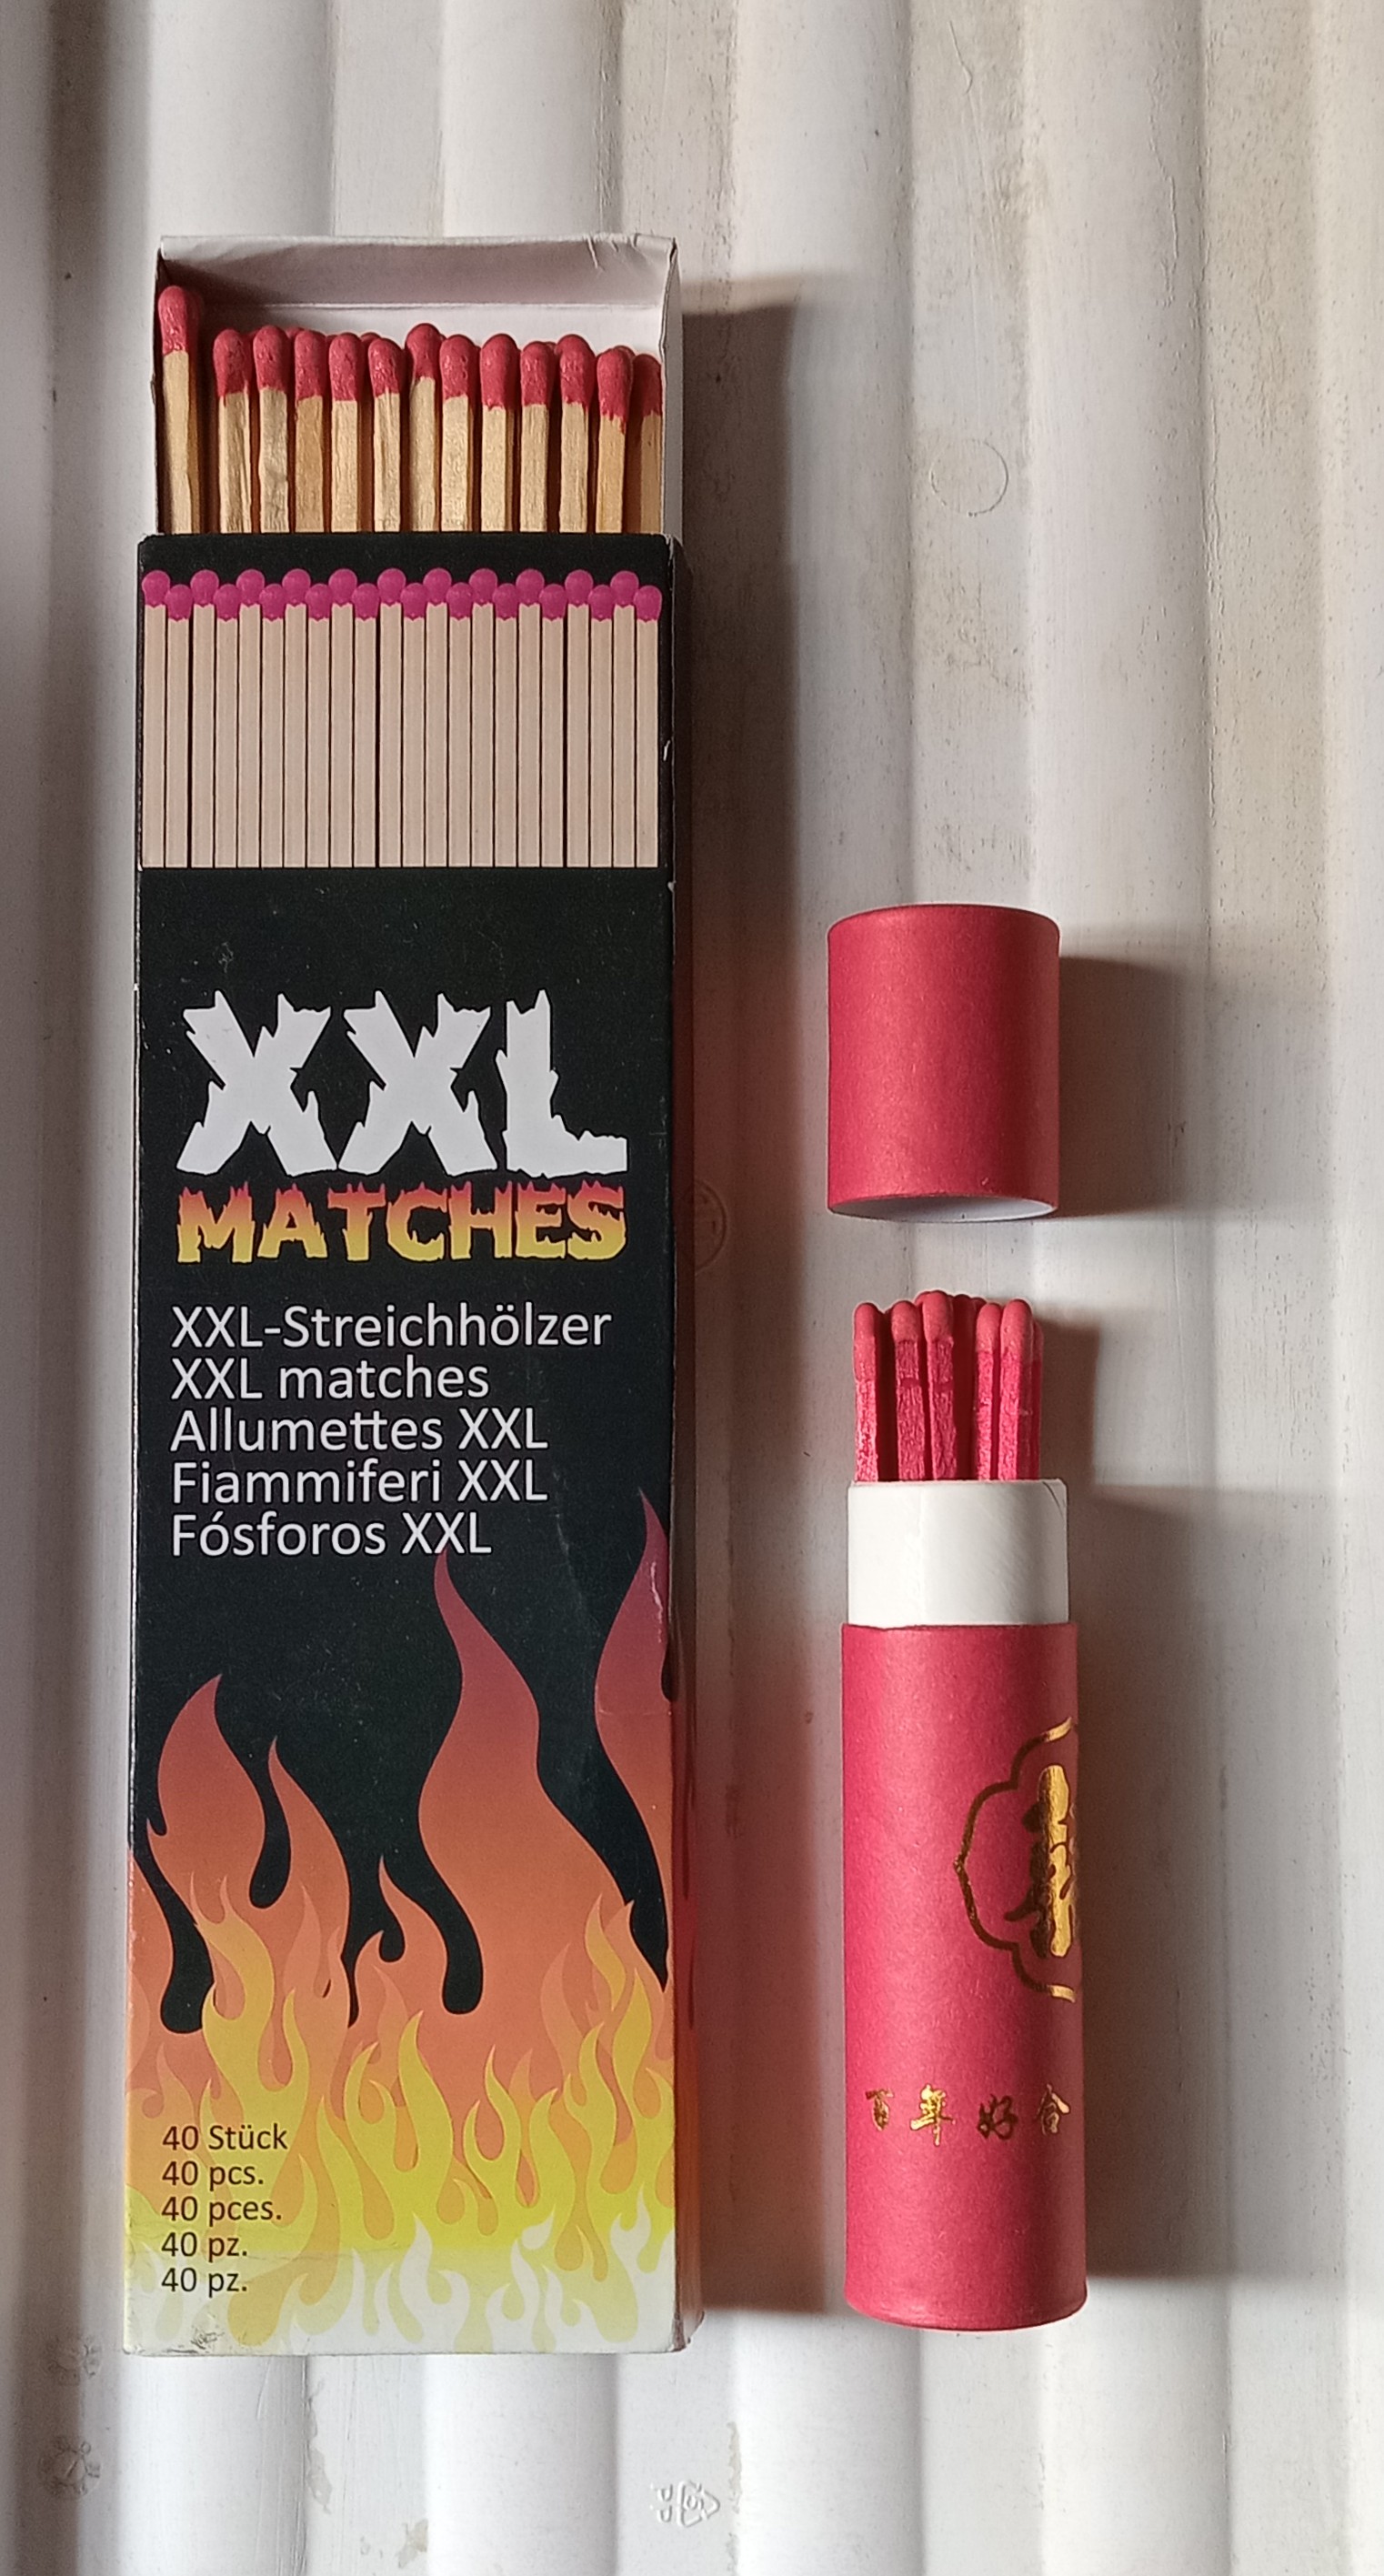 XXL
MATCHES
XXL-Streichhölzer
XXL matches
Allumettes XXL
Fiammiferi XXL
Fósforos XXL
40 Stück
40 pcs.
40 pces.
40 pz.
40 pz.
百年好合